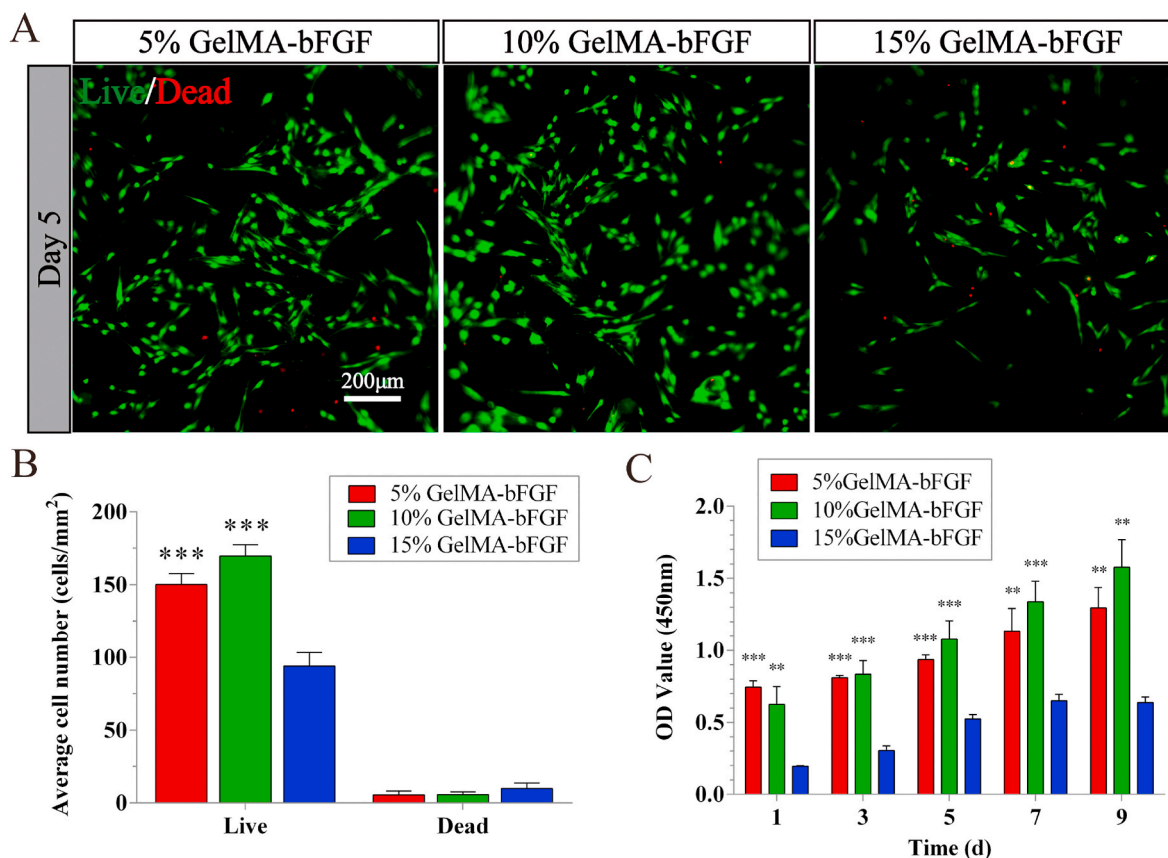 A
5% GelMA-bFGF
10% GelMA-bFGF
15% GelMA-bFGF
Day 5
Live/Dead
200μm
B
Average cell number (cells/mm²)
200
150
100
50
0
***
***
5% GelMA-bFGF
10% GelMA-bFGF
15% GelMA-bFGF
Live
Dead
C
OD Value (450nm)
2.0
1.5
1.0
0.5
0.0
5%GelMA-bFGF
10%GelMA-bFGF
15%GelMA-bFGF
***
**
***
***
***
***
**
***
**
**
1
3
5
7
9
Time (d)